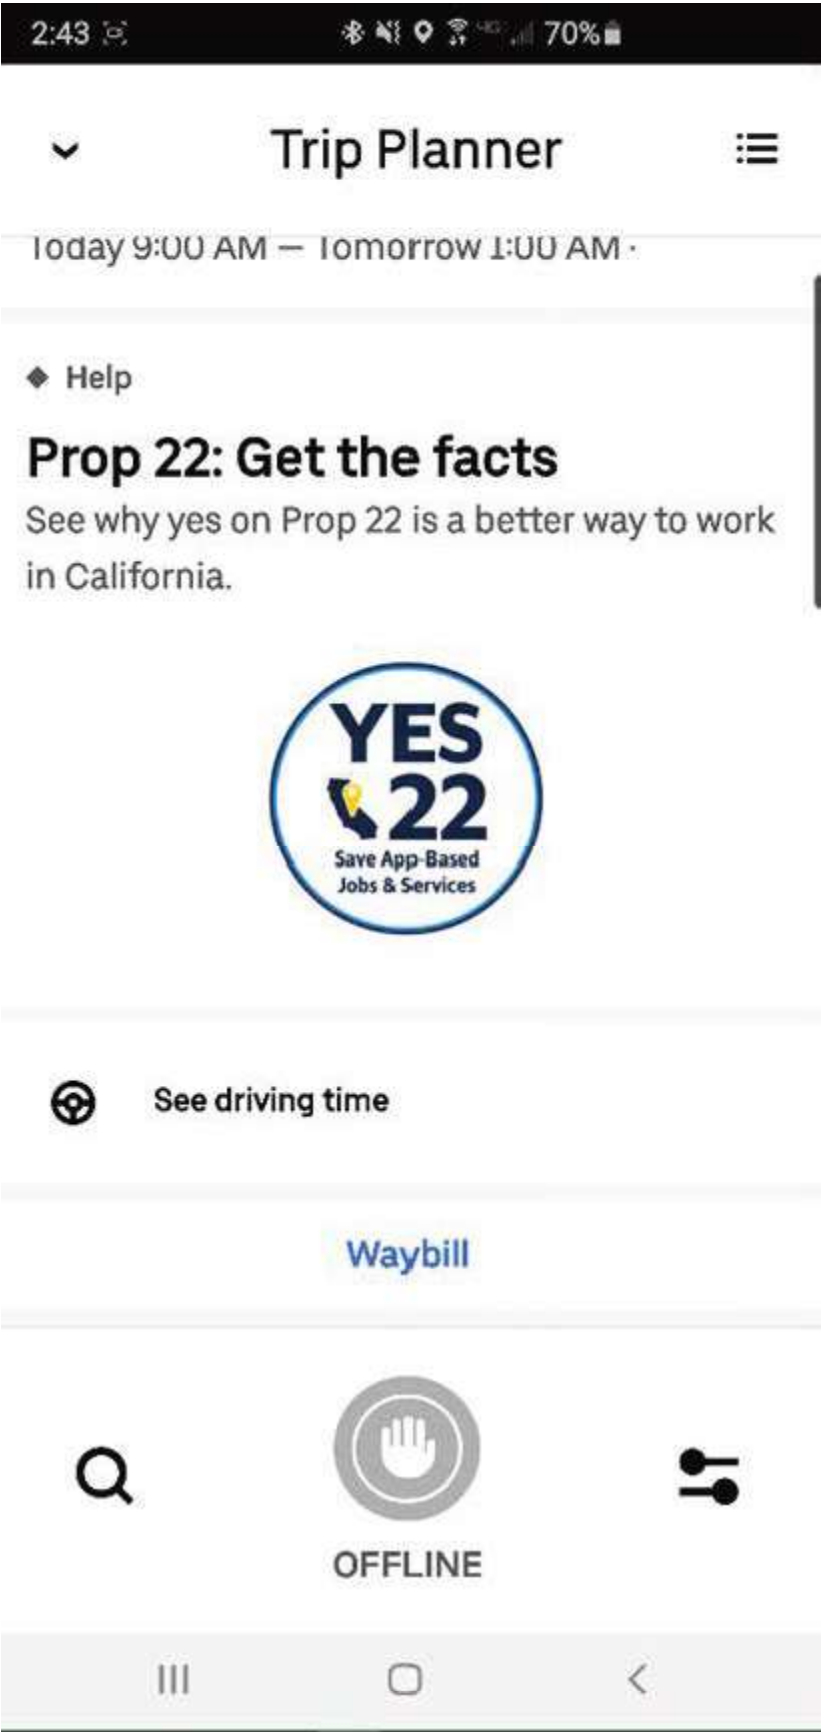 2:43 70%
Trip Planner
Today 9:00 AM — Tomorrow 1:00 AM ·
Help
Prop 22: Get the facts
See why yes on Prop 22 is a better way to work
in California.
YES
22
Save App-Based
Jobs & Services
See driving time
Waybill
OFFLINE